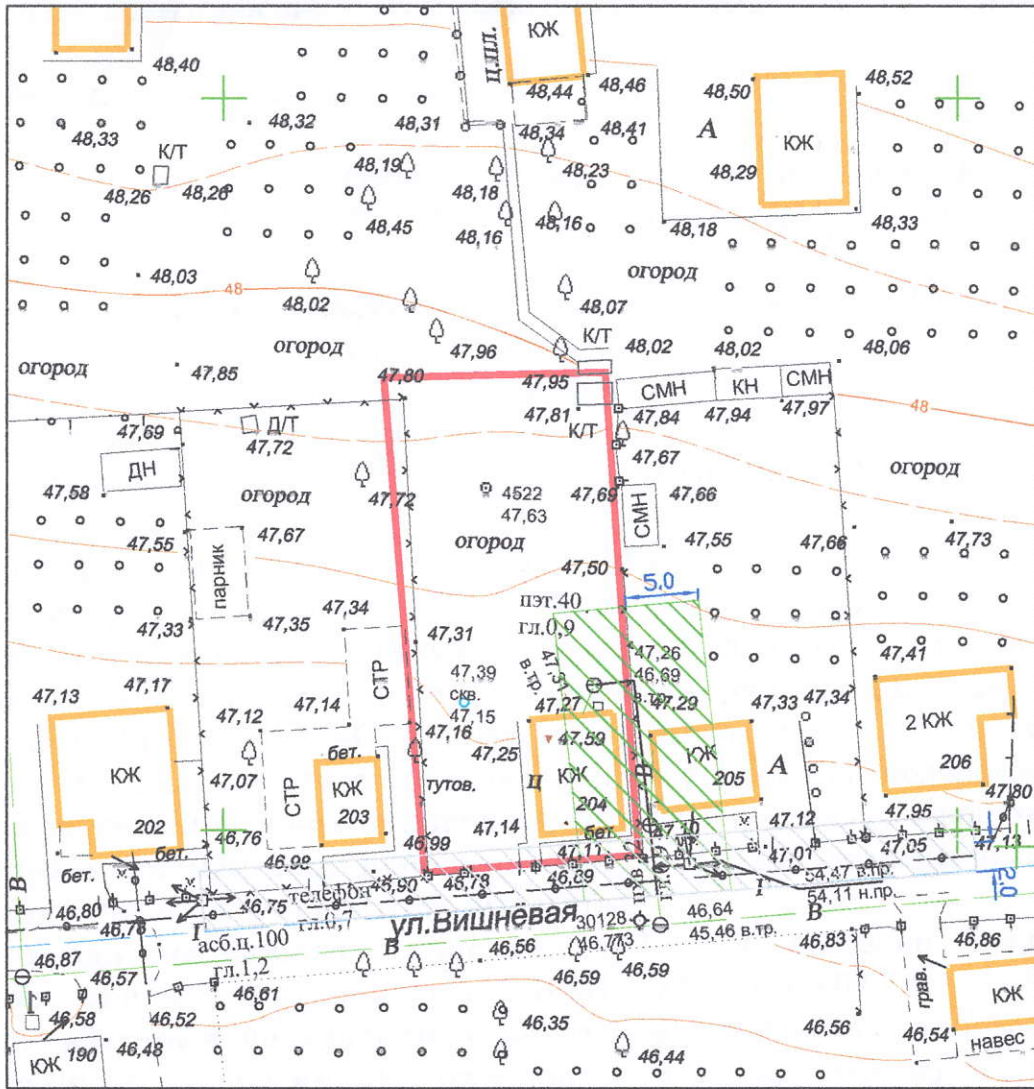 КЖ
ц.пл.
48,40
48,44
48,46
48,50
48,52
А
КЖ
48,33
48,32
48,31
48,34
48,41
К/Т
48,19
48,23
48,29
48,26
48,26
48,18
48,45
48,16
48,16
48,18
48,33
48,03
огород
48
48,02
48,07
К/Т
огород
47,96
48,02
48,02
48,06
огород
47,85
47,80
47,95
СМН
КН
СМН
47,81
47,84
47,94
47,97
48
47,69
Д/Т
47,72
К/Т
ДН
47,67
огород
47,58
огород
47,72
4522
47,63
47,69
47,66
СМН
47,55
47,67
огород
47,55
47,66
47,73
парник
47,50
5.0
пэт.40
гл.0,9
47,33
47,35
47,34
47,31
47,26
46,69
в.тр.
47,31
в.тр.
47,39
скв.
47,15
СТР
47,41
47,13
47,17
47,12
47,14
47,16
47,27
47,29
47,33
47,34
2 КЖ
206
47,25
47,59
КЖ
202
47,07
СТР
бет.
КЖ
203
тутов.
Ц
КЖ
204
В
КЖ
205
А
47,80
46,76
46,98
46,99
47,14
бет.
47,11
47,10
47,12
47,95
47,05
47,13
47,01
бет.
бет.
46,80
46,75
телефон
гл.0,7
45,90
46,78
46,89
54,47 в.пр.
54,11 н.пр.
2.0
В
46,78
асб.ц.100
гл.1,2
ул.Вишнёвая
В
30128
46,773
46,64
45,46 в.тр.
В
46,83
46,86
46,87
46,57
46,56
46,59
46,59
46,58
46,52
46,61
46,35
46,56
46,54
грав.
КЖ
навес
КЖ 190
46,48
46,44